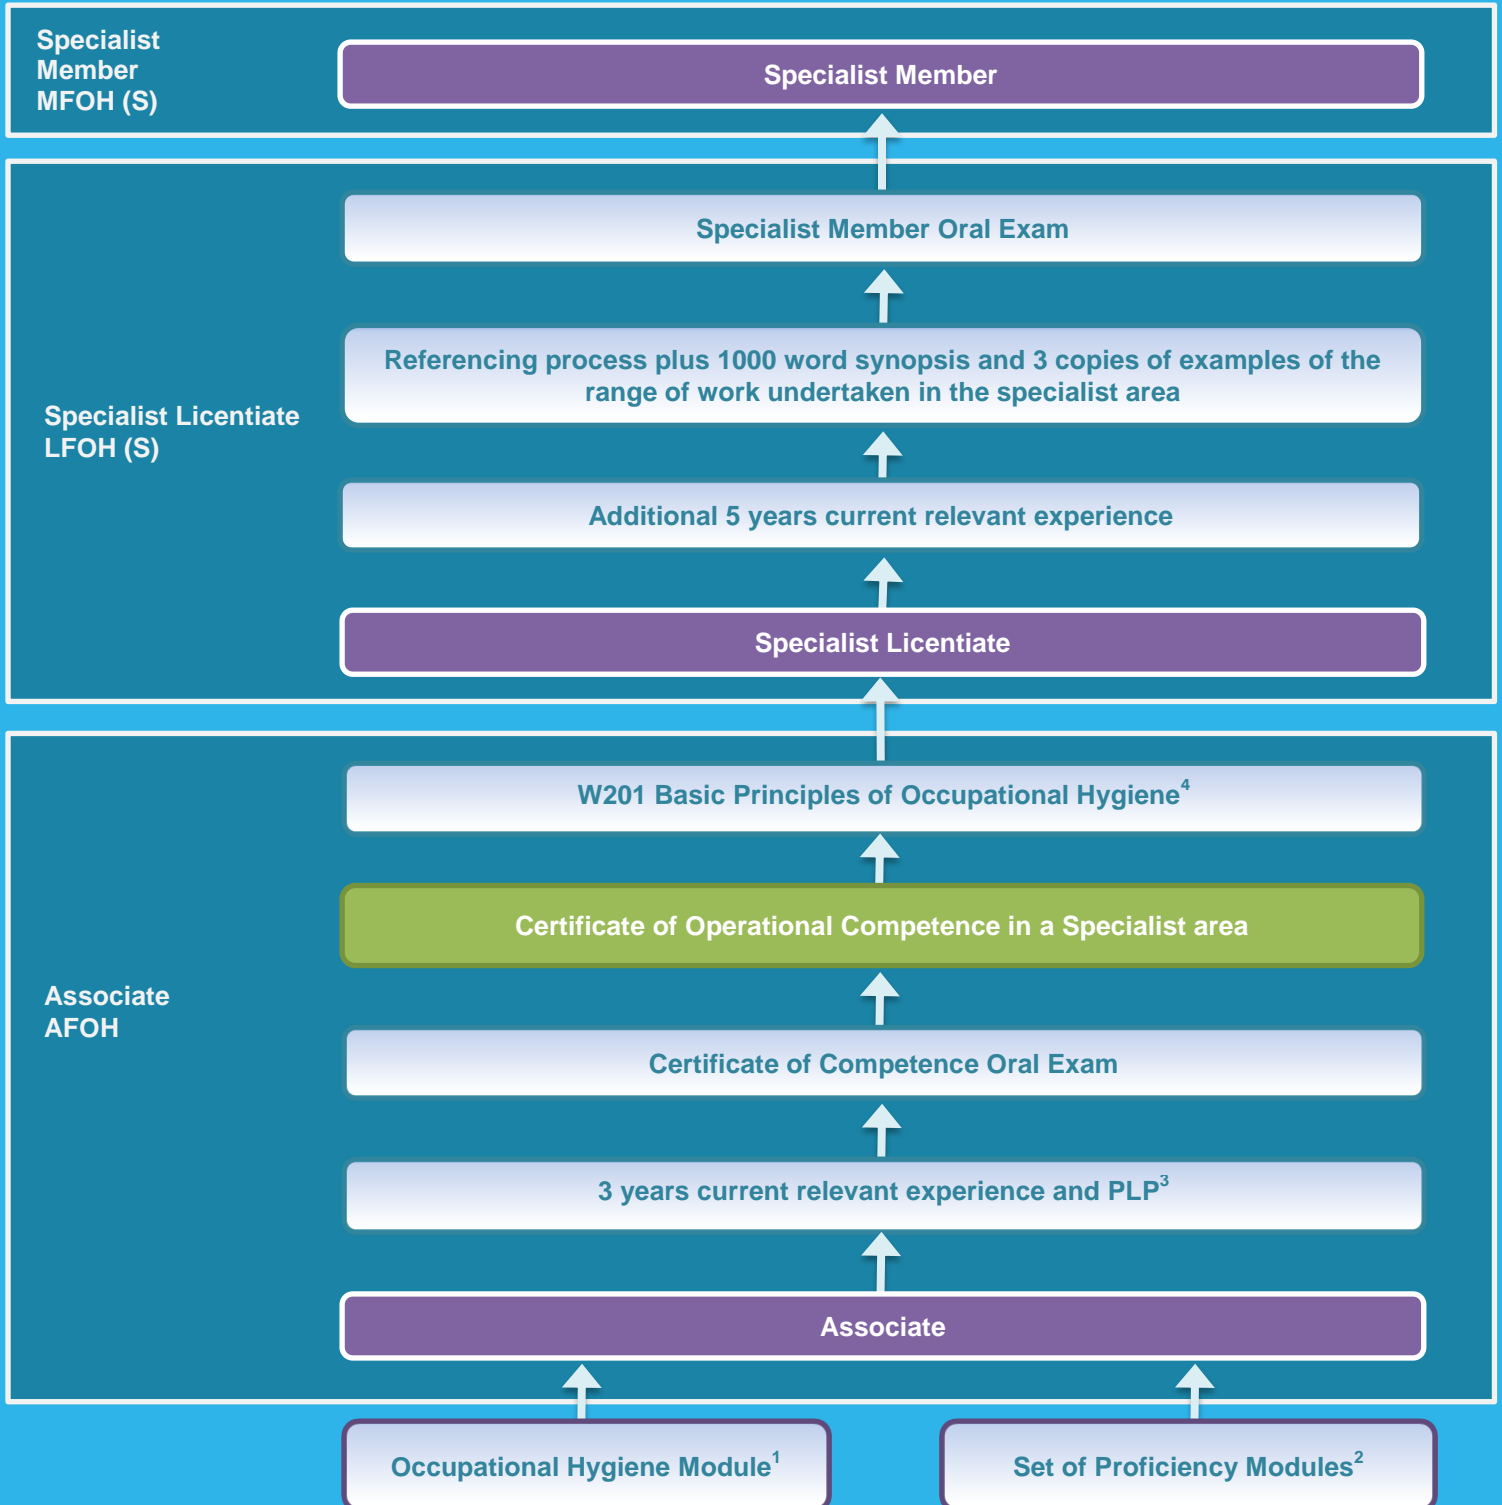 Specialist
Member
MFOH (S)
Specialist Member
Specialist Member Oral Exam
Referencing process plus 1000 word synopsis and 3 copies of examples of the
range of work undertaken in the specialist area
Specialist Licentiate
LFOH (S)
Additional 5 years current relevant experience
Specialist Licentiate
W201 Basic Principles of Occupational Hygiene⁴
Certificate of Operational Competence in a Specialist area
Associate
AFOH
Certificate of Competence Oral Exam
3 years current relevant experience and PLP³
Associate
Occupational Hygiene Module¹
Set of Proficiency Modules²